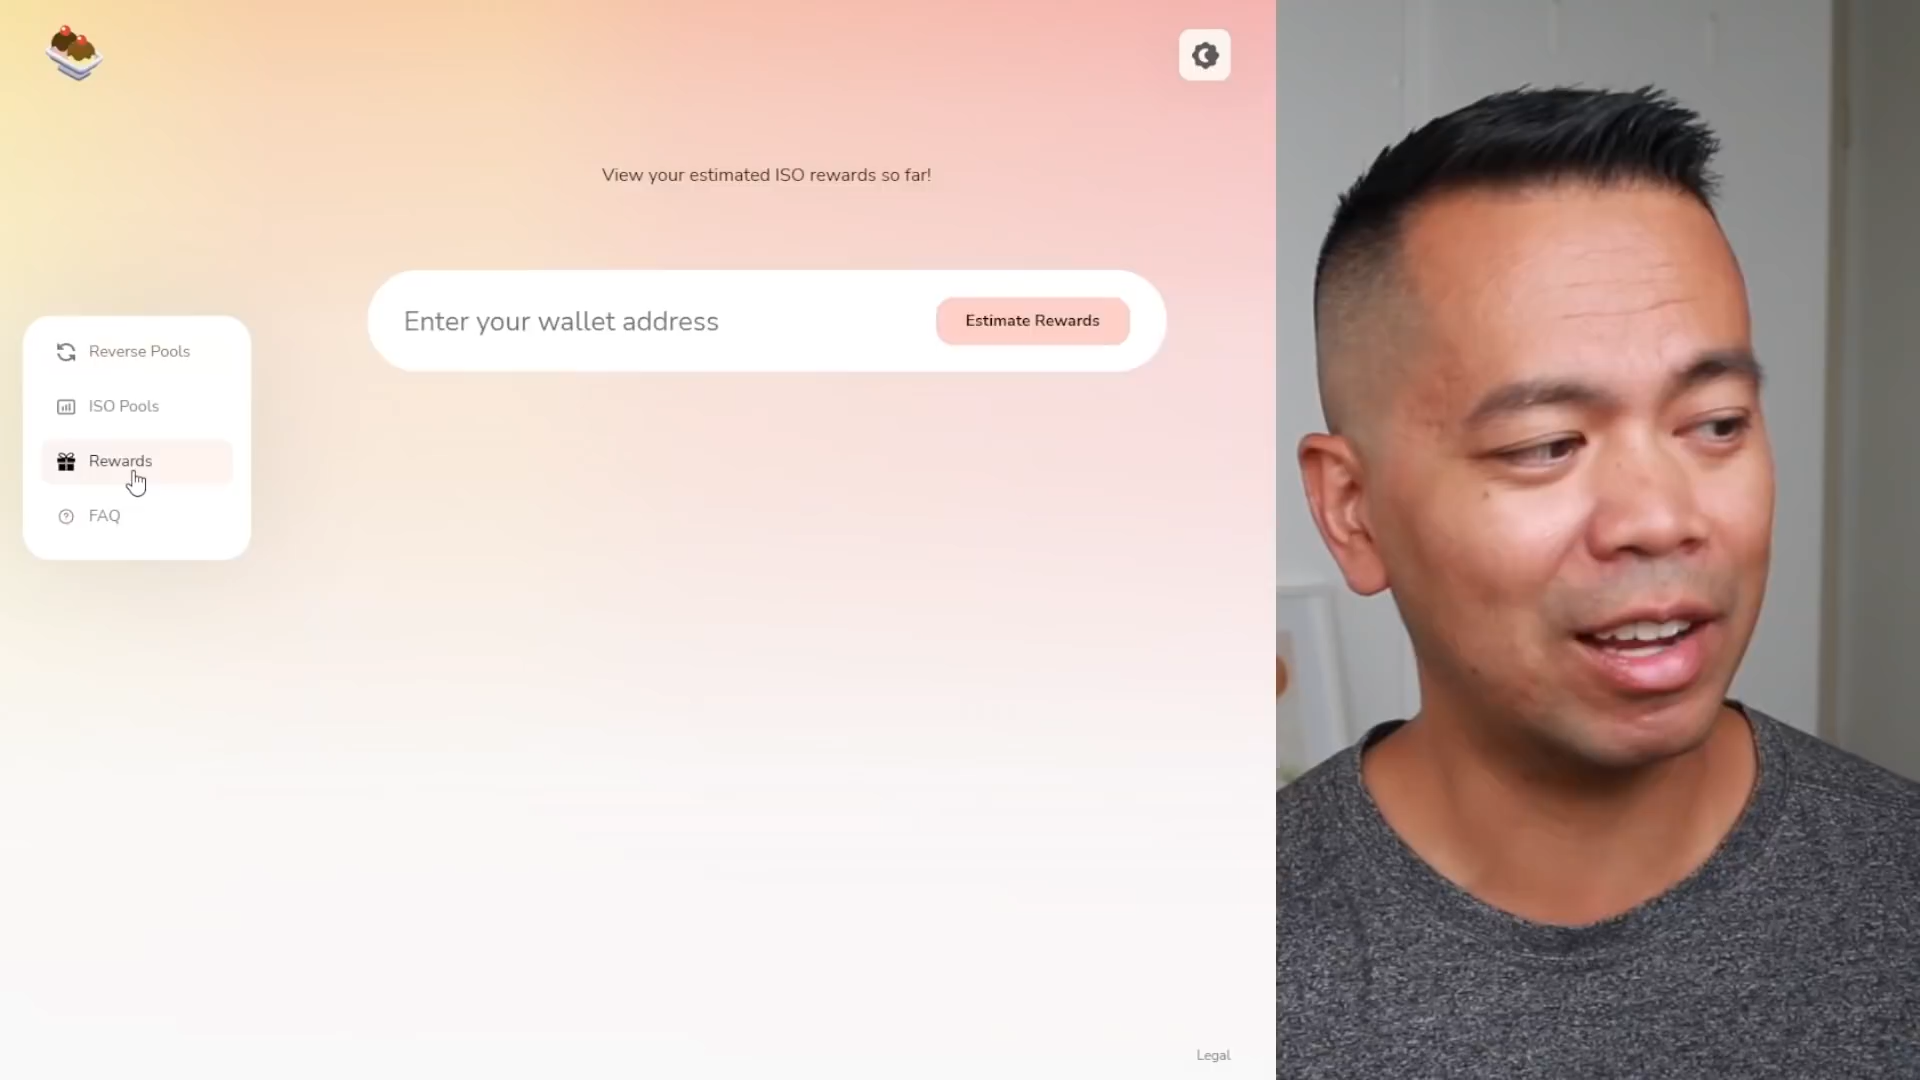 View your estimated ISO rewards so far!
Enter your wallet address
Estimate Rewards
Reverse Pools
ISO Pools
Rewards
FAQ
Legal